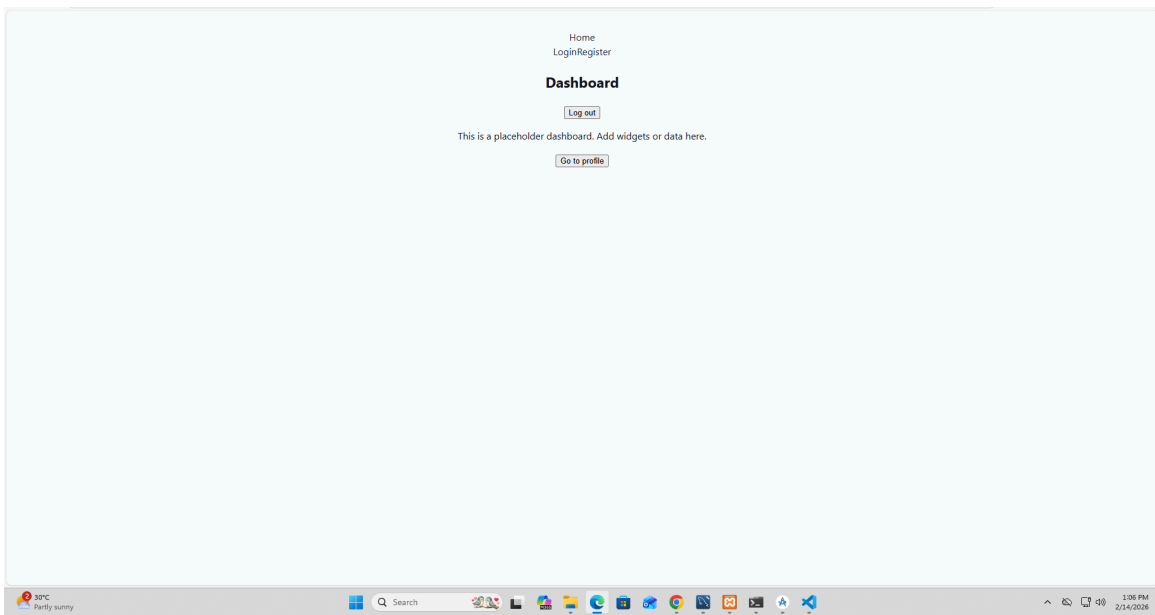 Home
LoginRegister
Dashboard
Log out
This is a placeholder dashboard. Add widgets or data here.
Go to profile
2
30°C
Partly sunny
Search
1:06 PM
2/14/2026